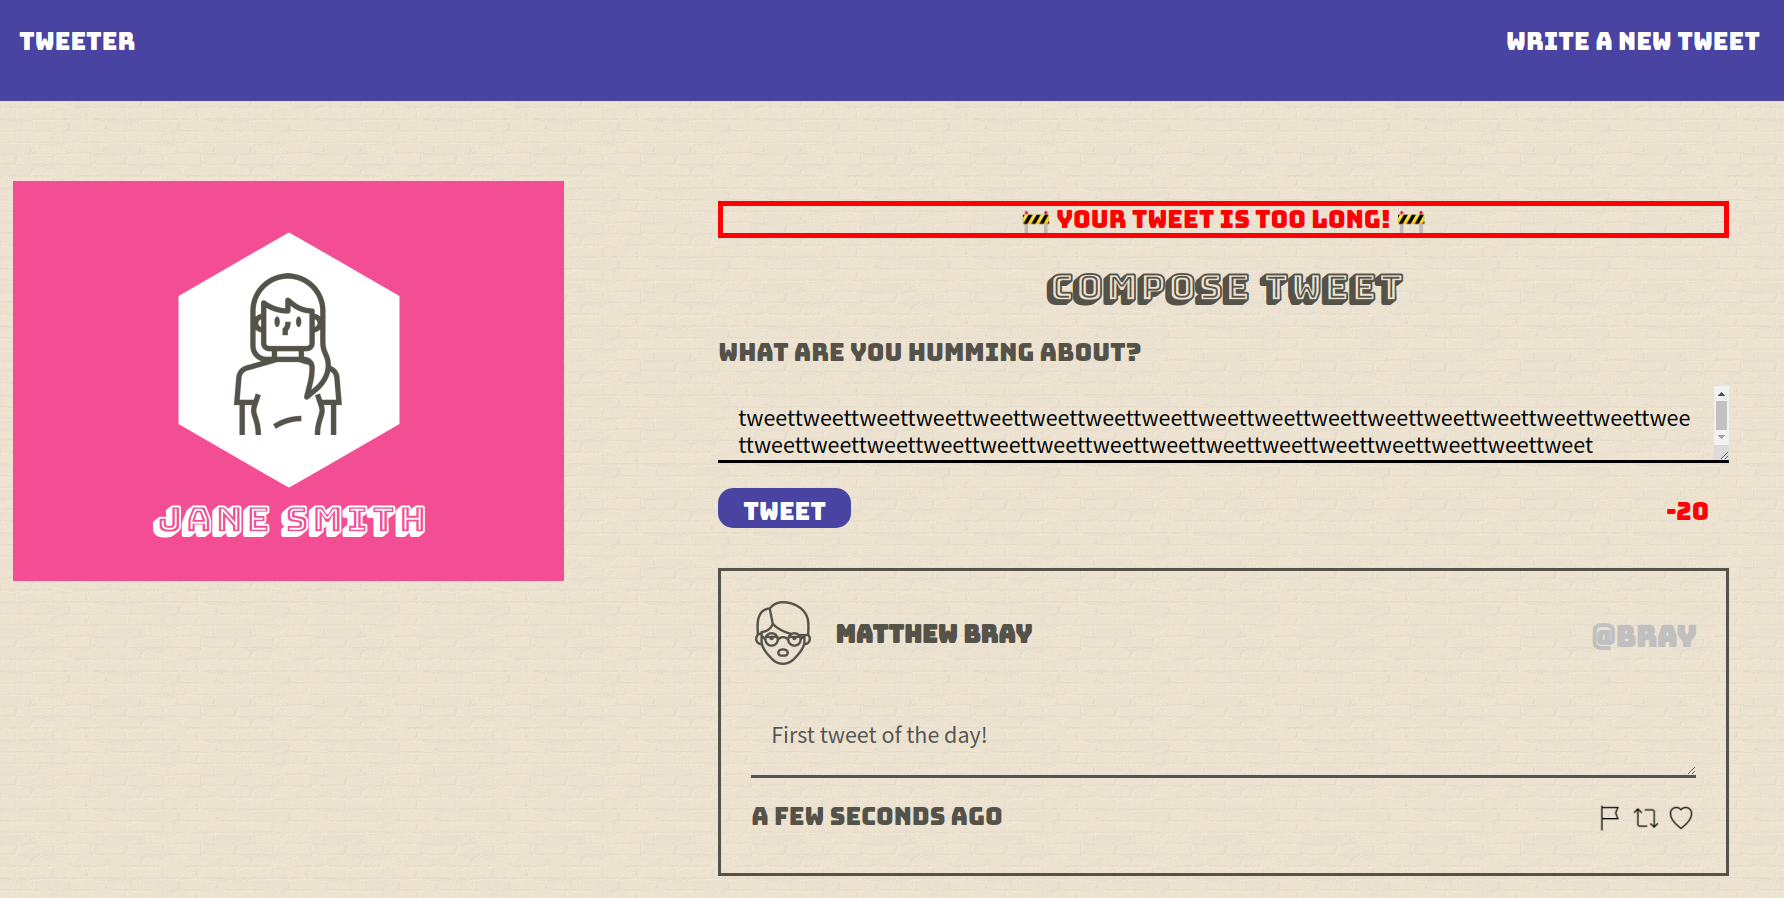 TWEETER
WRITE A NEW TWEET
🚧 YOUR TWEET IS TOO LONG! 🚧
COMPOSE TWEET
WHAT ARE YOU HUMMING ABOUT?
tweettweettweettweettweettweettweettweettweettweettweettweettweettweettweettweettwee
ttweettweettweettweettweettweettweettweettweettweettweettweettweettweettweet
TWEET
-20
JANE SMITH
MATTHEW BRAY
@BRAY
First tweet of the day!
A FEW SECONDS AGO